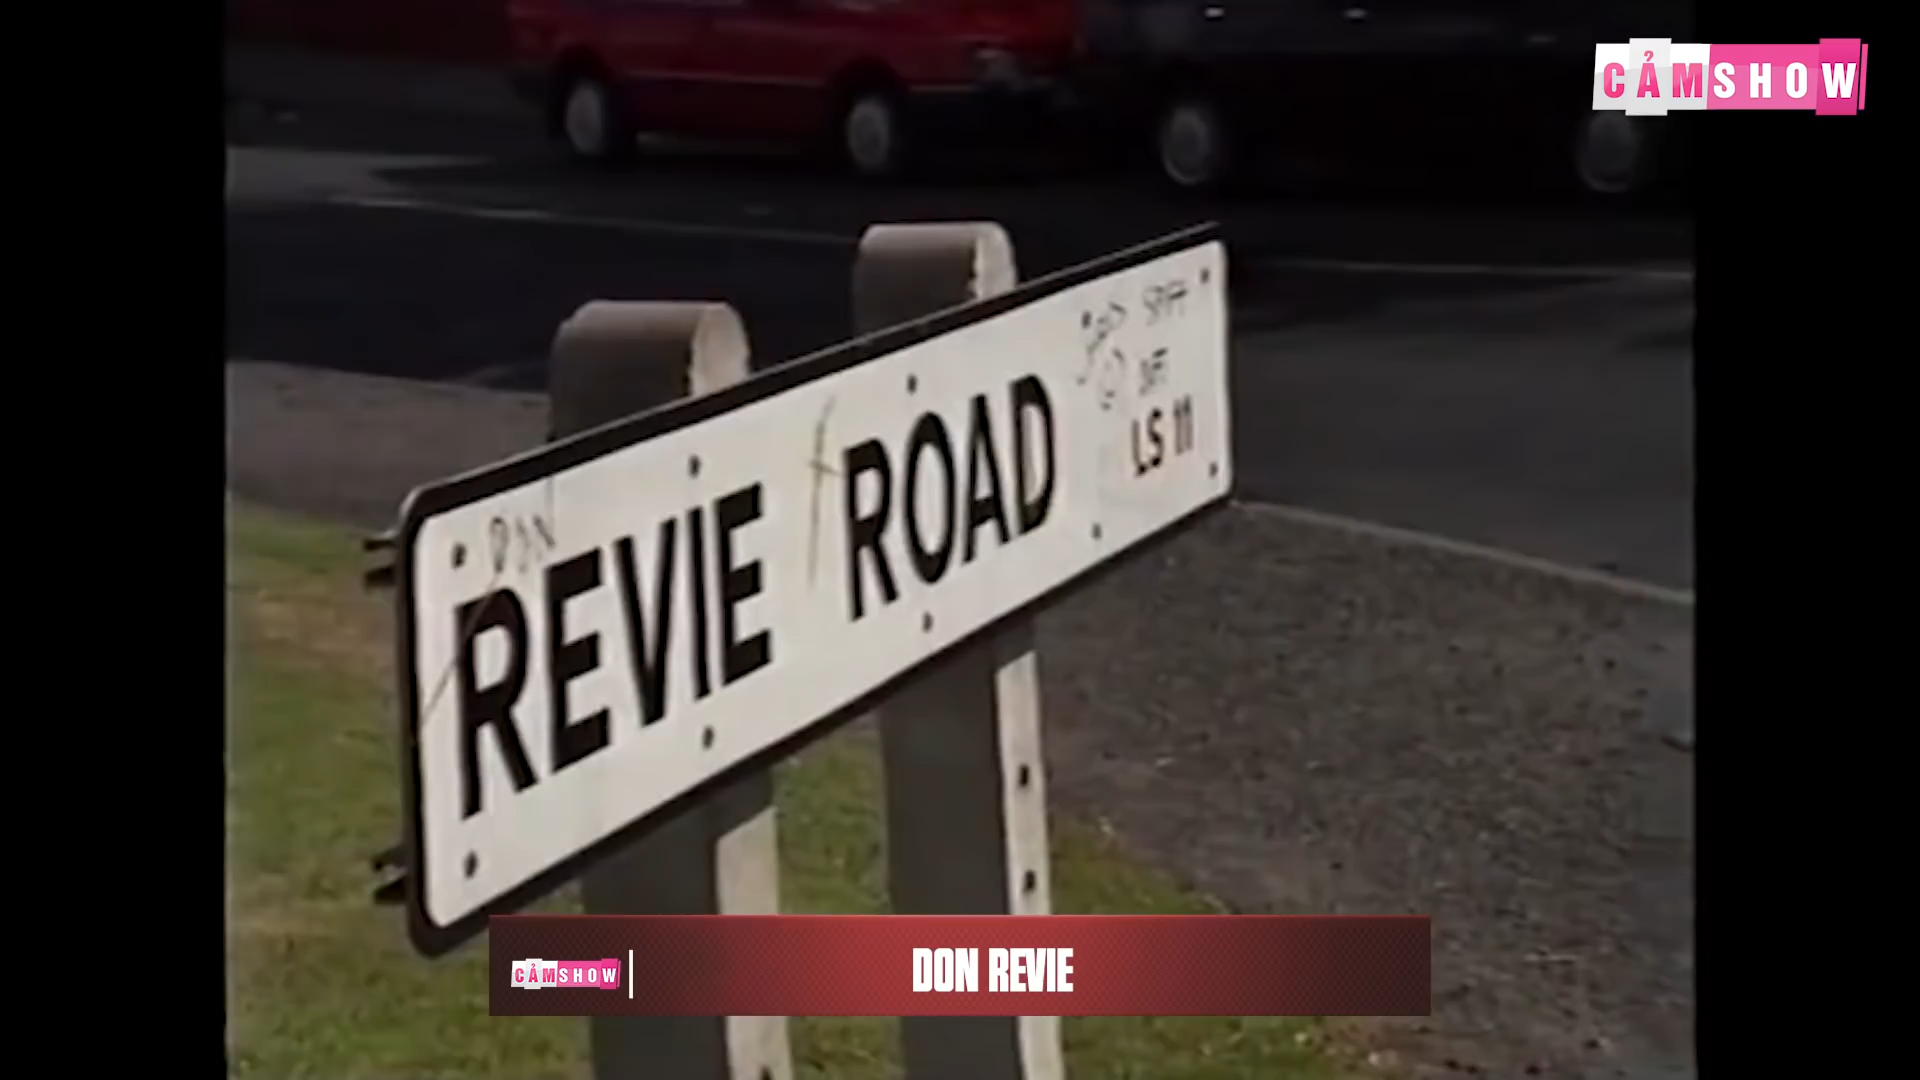 CẢMSHOW
DON
REVIE ROAD
LS 11
CẢMSHOW
DON REVIE